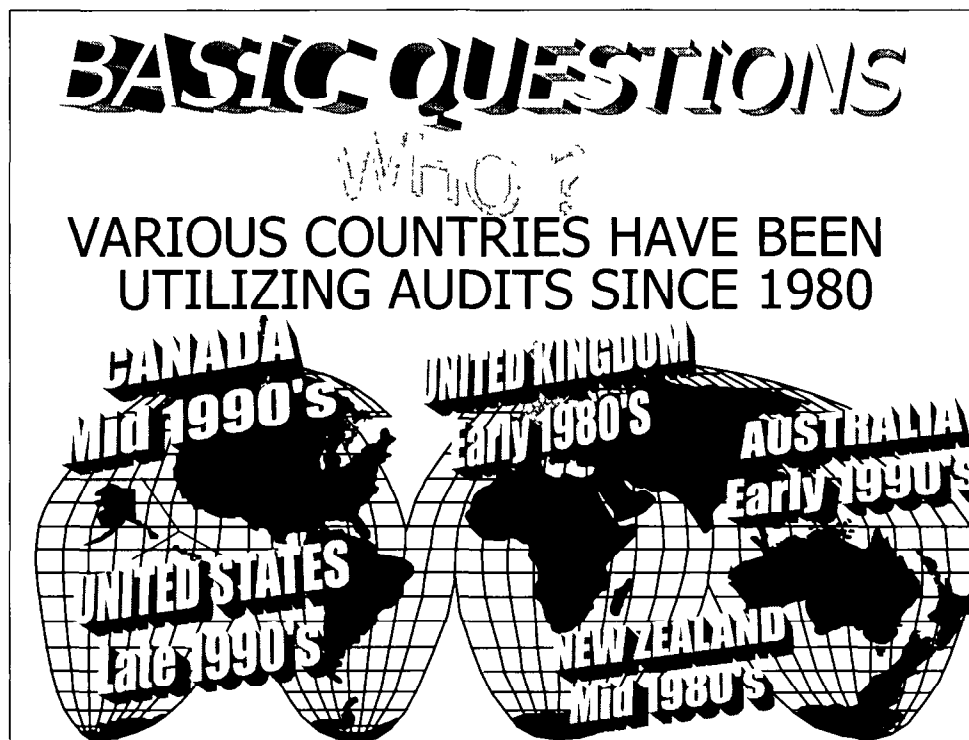 BASIC QUESTIONS
Who?
VARIOUS COUNTRIES HAVE BEEN
UTILIZING AUDITS SINCE 1980
CANADA
Mid 1990's
UNITED KINGDOM
Early 1980'S
AUSTRALIA
Early 1990's
UNITED STATES
Late 1990's
NEW ZEALAND
Mid 1980's